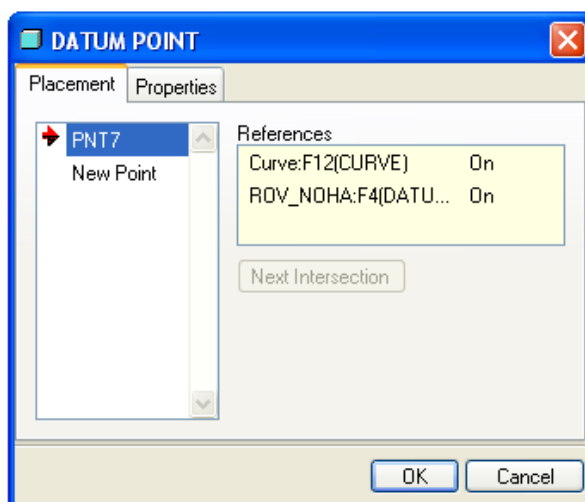 DATUM POINT
Placement
Properties
PNT7
New Point
References
Curve:F12(CURVE) On
ROV_NOHA:F4(DATU... On
Next Intersection
OK
Cancel